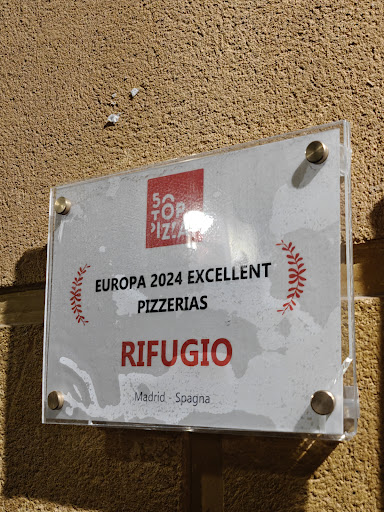 50
TOP
PIZZA
EUROPA 2024 EXCELLENT
PIZZERIAS
RIFUGIO
Madrid - Spagna